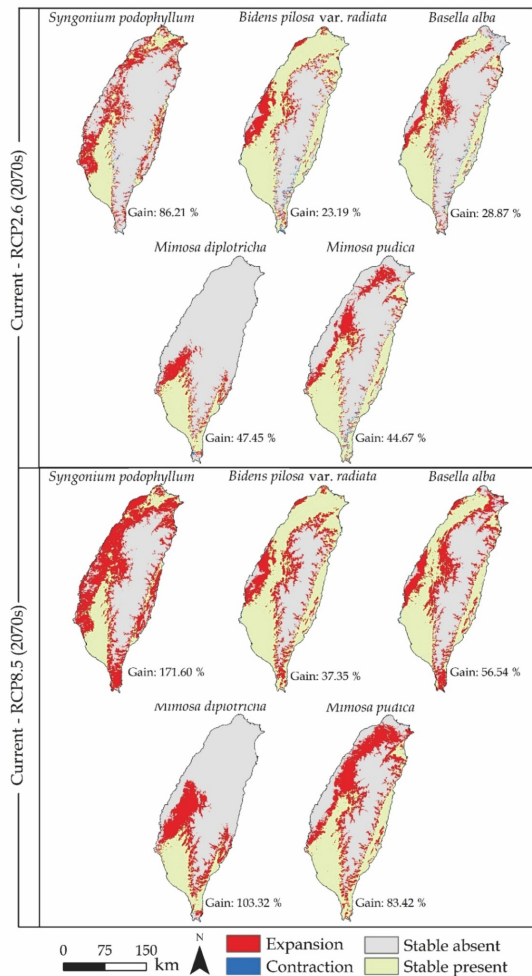 Current - RCP2.6 (2070s)
Syngonium podophyllum
Bidens pilosa var. radiata
Basella alba
Gain: 86.21 %
Gain: 23.19 %
Gain: 28.87 %
Mimosa diplotricha
Mimosa pudica
Gain: 47.45 %
Gain: 44.67 %
Current - RCP8.5 (2070s)
Syngonium podophyllum
Bidens pilosa var. radiata
Basella alba
Gain: 171.60 %
Gain: 37.35 %
Gain: 56.54 %
Mimosa diplotricha
Mimosa pudica
Gain: 103.32 %
Gain: 83.42 %
0 75 150
km
N
Expansion
Stable absent
Contraction
Stable present